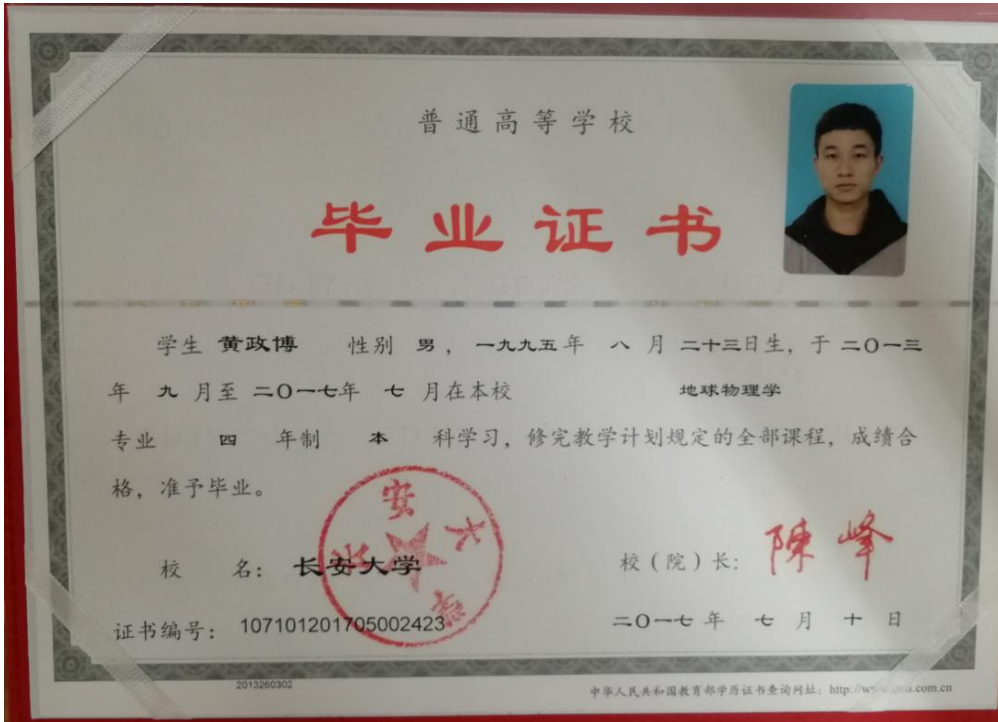 普通高等学校
毕业证书
学生 黄政博 性别 男 ， 一九九五年 八 月 二十三日生，于 二〇一三
年 九 月至 二〇一七年 七 月在本校 地球物理学
专业 四 年制 本 科学习，修完教学计划规定的全部课程，成绩合
格，准予毕业。
校 名： 长安大学
校（院）长： 陳峰
证书编号： 107101201705002423
二〇一七年 七 月 十 日
2013260302
中华人民共和国教育部学历证书查询网址： http://www.com.cn